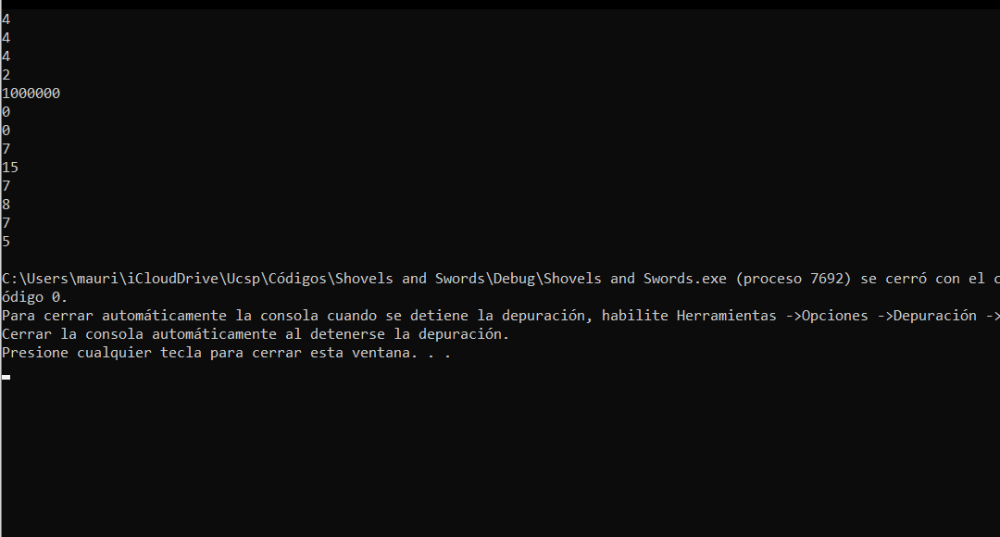 4
4
4
2
1000000
0
0
7
15
7
8
7
5
C:\Users\mauri\iCloudDrive\Ucsp\Códigos\Shovels and Swords\Debug\Shovels and Swords.exe (proceso 7692) se cerró con el c
ódigo 0.
Para cerrar automáticamente la consola cuando se detiene la depuración, habilite Herramientas ->Opciones ->Depuración ->
Cerrar la consola automáticamente al detenerse la depuración.
Presione cualquier tecla para cerrar esta ventana. . .